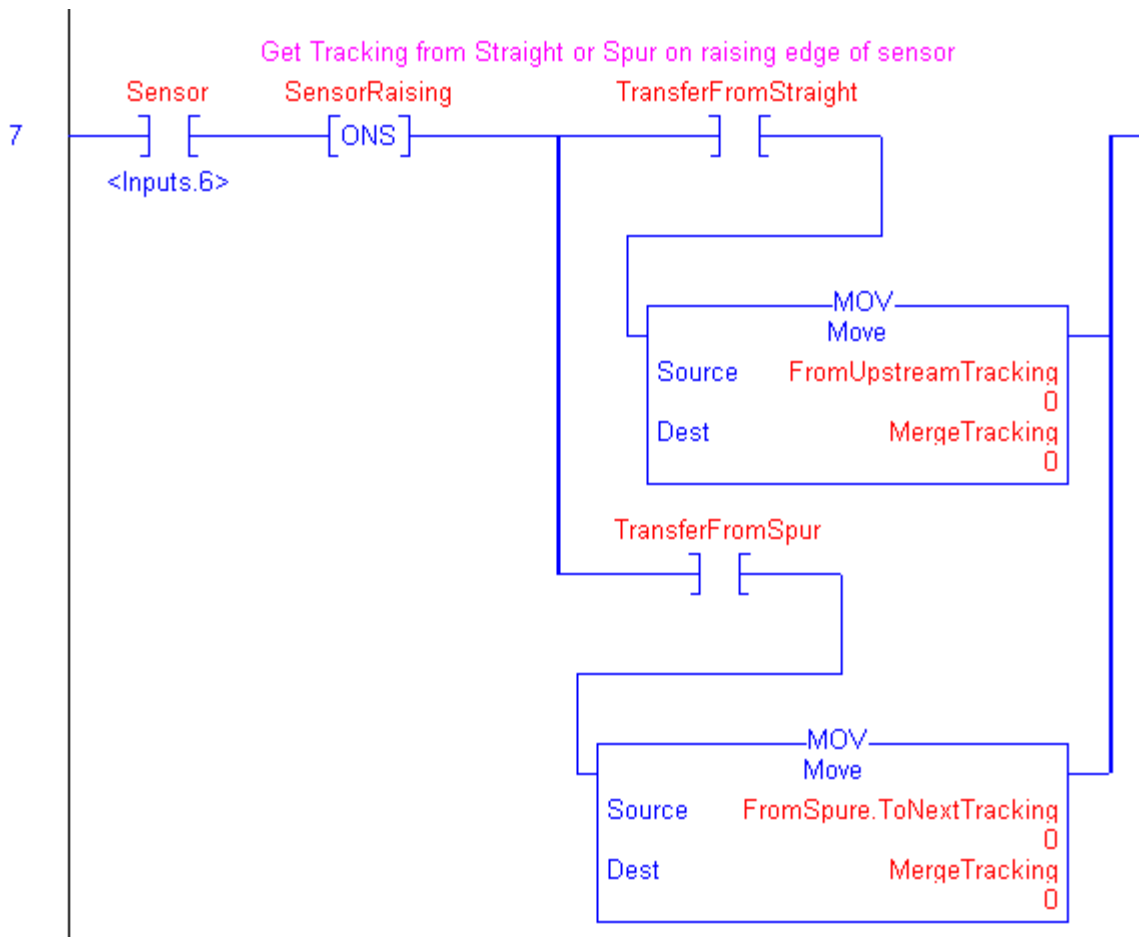 Get Tracking from Straight or Spur on raising edge of sensor
Sensor SensorRaising TransferFromStraight
7
ONS
<Inputs.6>
MOV
Move
Source FromUpstreamTracking
0
Dest MergeTracking
0
TransferFromSpur
MOV
Move
Source FromSpure.ToNextTracking
0
Dest MergeTracking
0